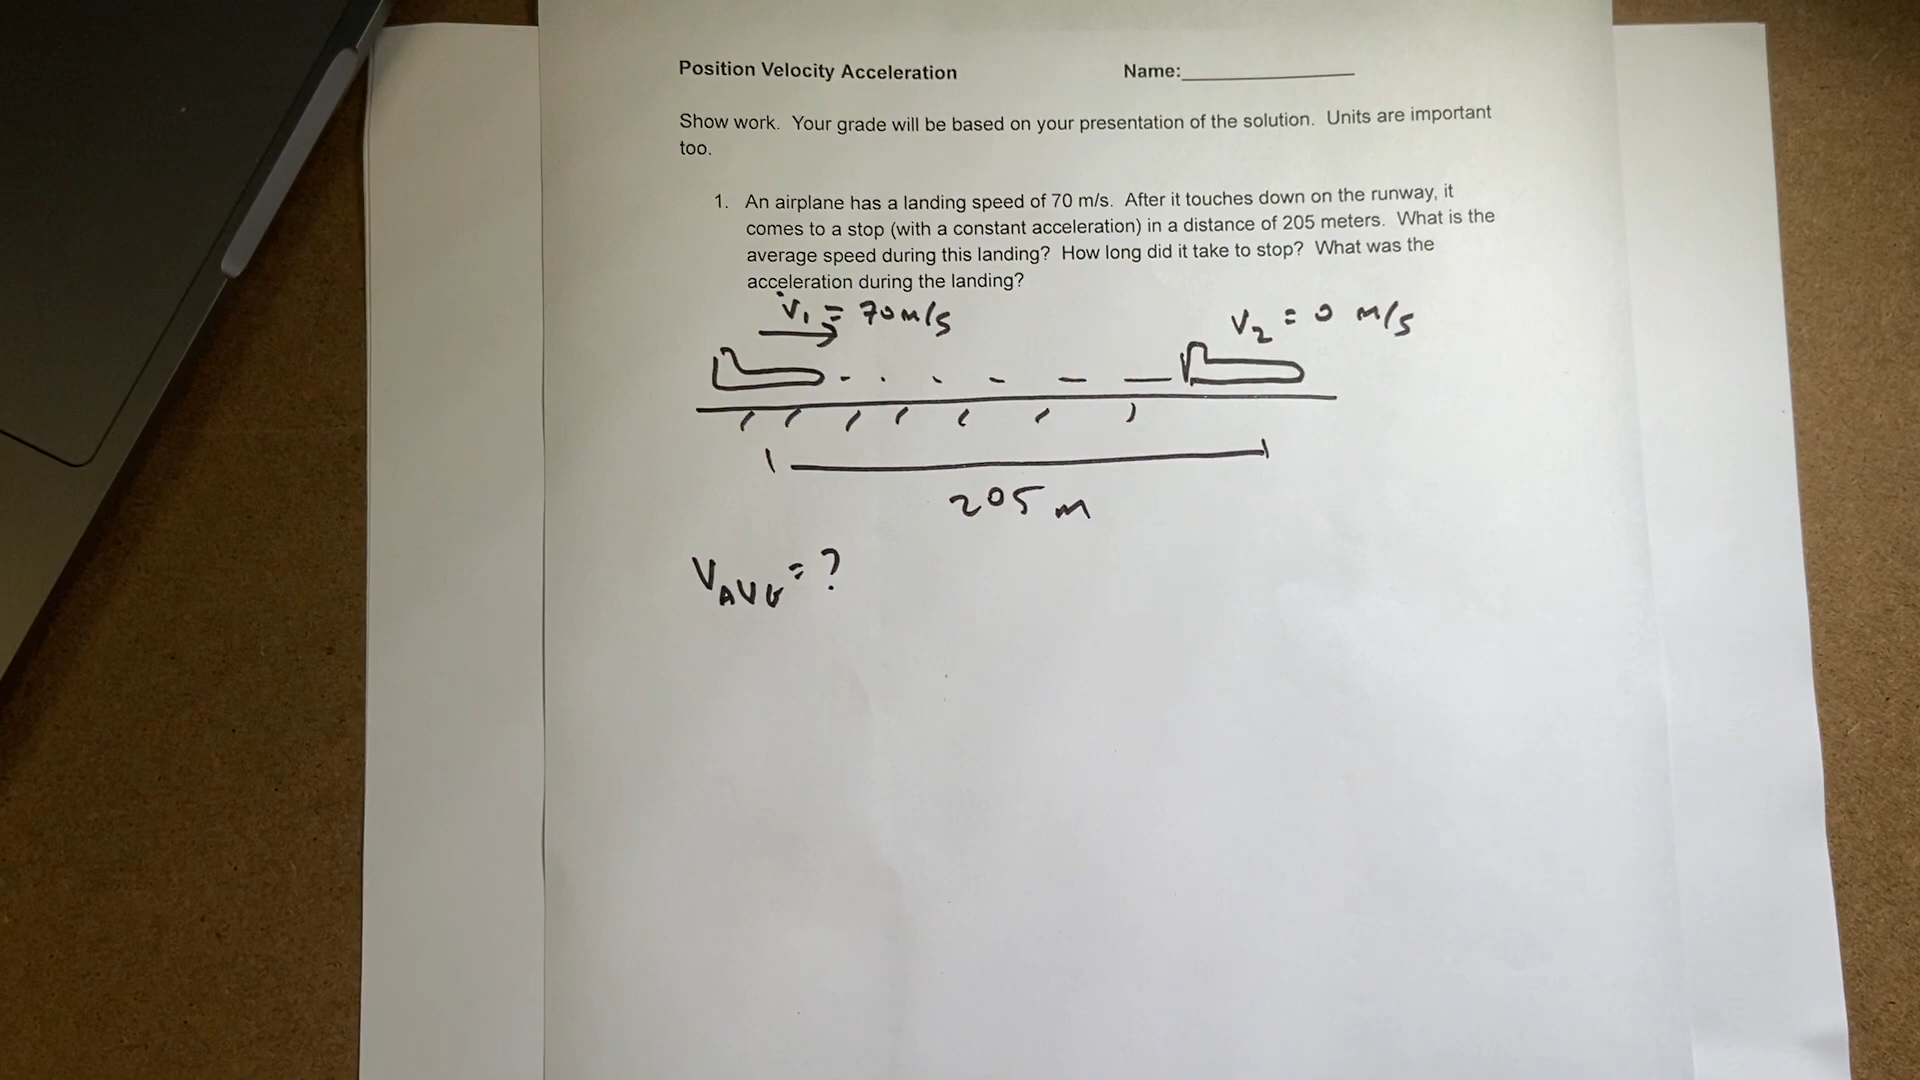 Position Velocity Acceleration Name:
Show work. Your grade will be based on your presentation of the solution. Units are important
too.
1. An airplane has a landing speed of 70 m/s. After it touches down on the runway, it
comes to a stop (with a constant acceleration) in a distance of 205 meters. What is the
average speed during this landing? How long did it take to stop? What was the
acceleration during the landing?
V₁ = 70 m/s V₂ = 0 m/s
205 m
VAVG = ?